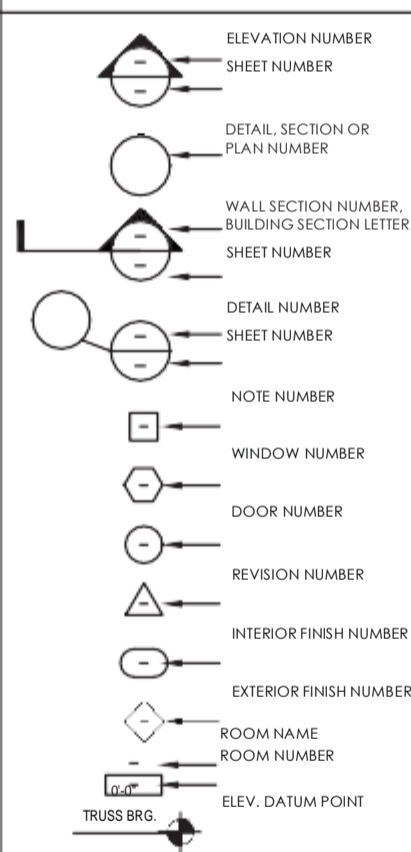 ELEVATION NUMBER
SHEET NUMBER
DETAIL, SECTION OR
PLAN NUMBER
WALL SECTION NUMBER,
BUILDING SECTION LETTER
SHEET NUMBER
DETAIL NUMBER
SHEET NUMBER
NOTE NUMBER
WINDOW NUMBER
DOOR NUMBER
REVISION NUMBER
INTERIOR FINISH NUMBER
EXTERIOR FINISH NUMBER
ROOM NAME
ROOM NUMBER
0'-0"
ELEV. DATUM POINT
TRUSS BRG.